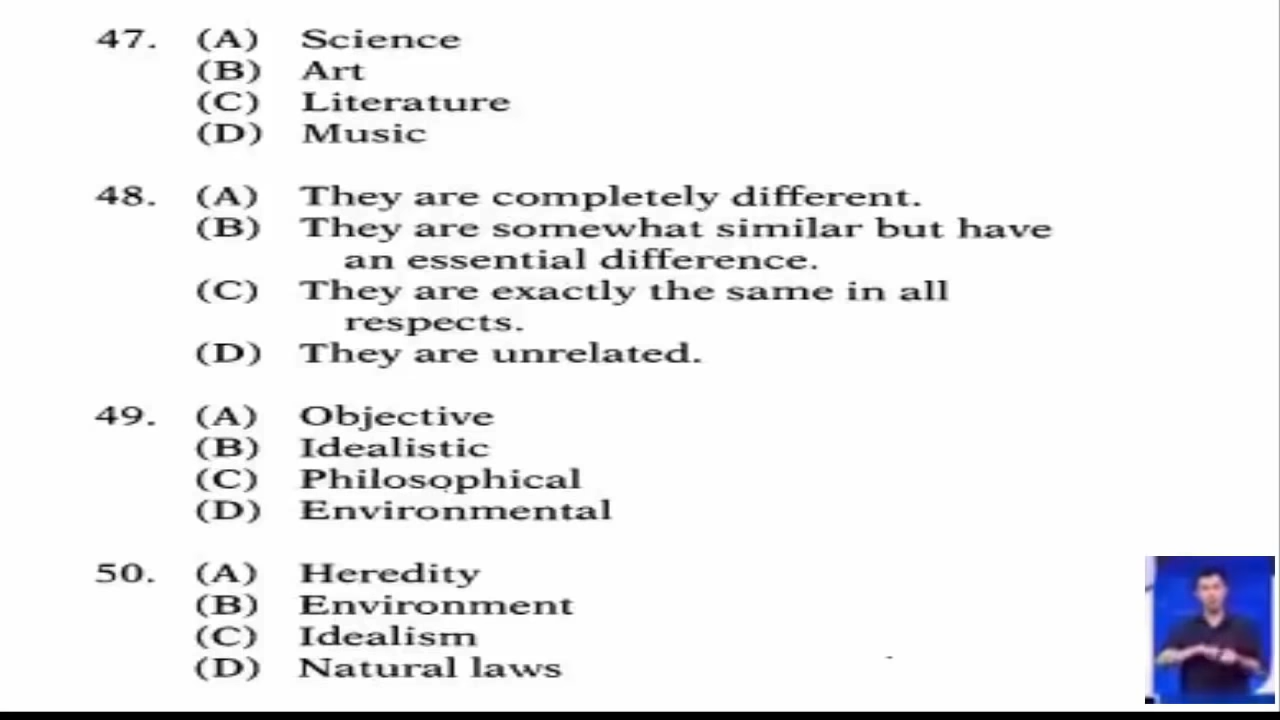 47. (A) Science
(B) Art
(C) Literature
(D) Music
48. (A) They are completely different.
(B) They are somewhat similar but have
an essential difference.
(C) They are exactly the same in all
respects.
(D) They are unrelated.
49. (A) Objective
(B) Idealistic
(C) Philosophical
(D) Environmental
50. (A) Heredity
(B) Environment
(C) Idealism
(D) Natural laws